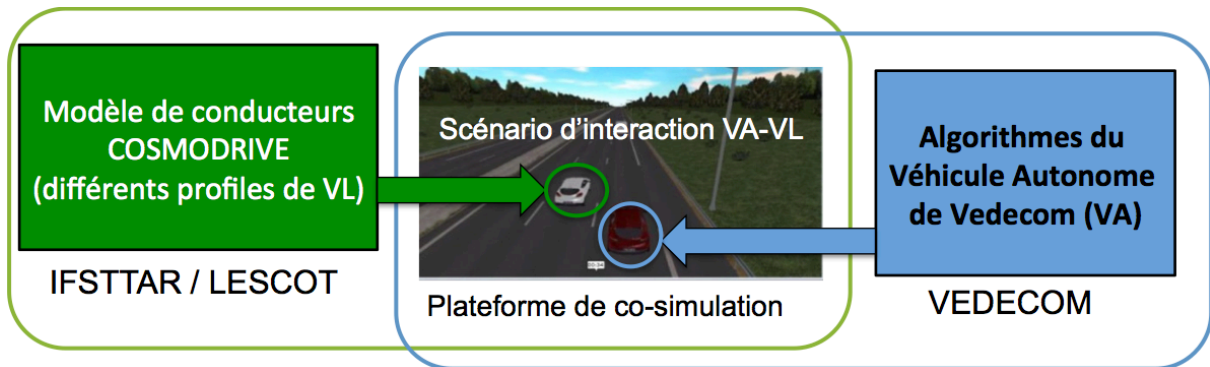 Modèle de conducteurs
COSMODRIVE
(différents profiles de VL)
IFSTTAR / LESCOT
Scénario d'interaction VA-VL
Plateforme de co-simulation
Algorithmes du
Véhicule Autonome
de Vedecom (VA)
VEDECOM